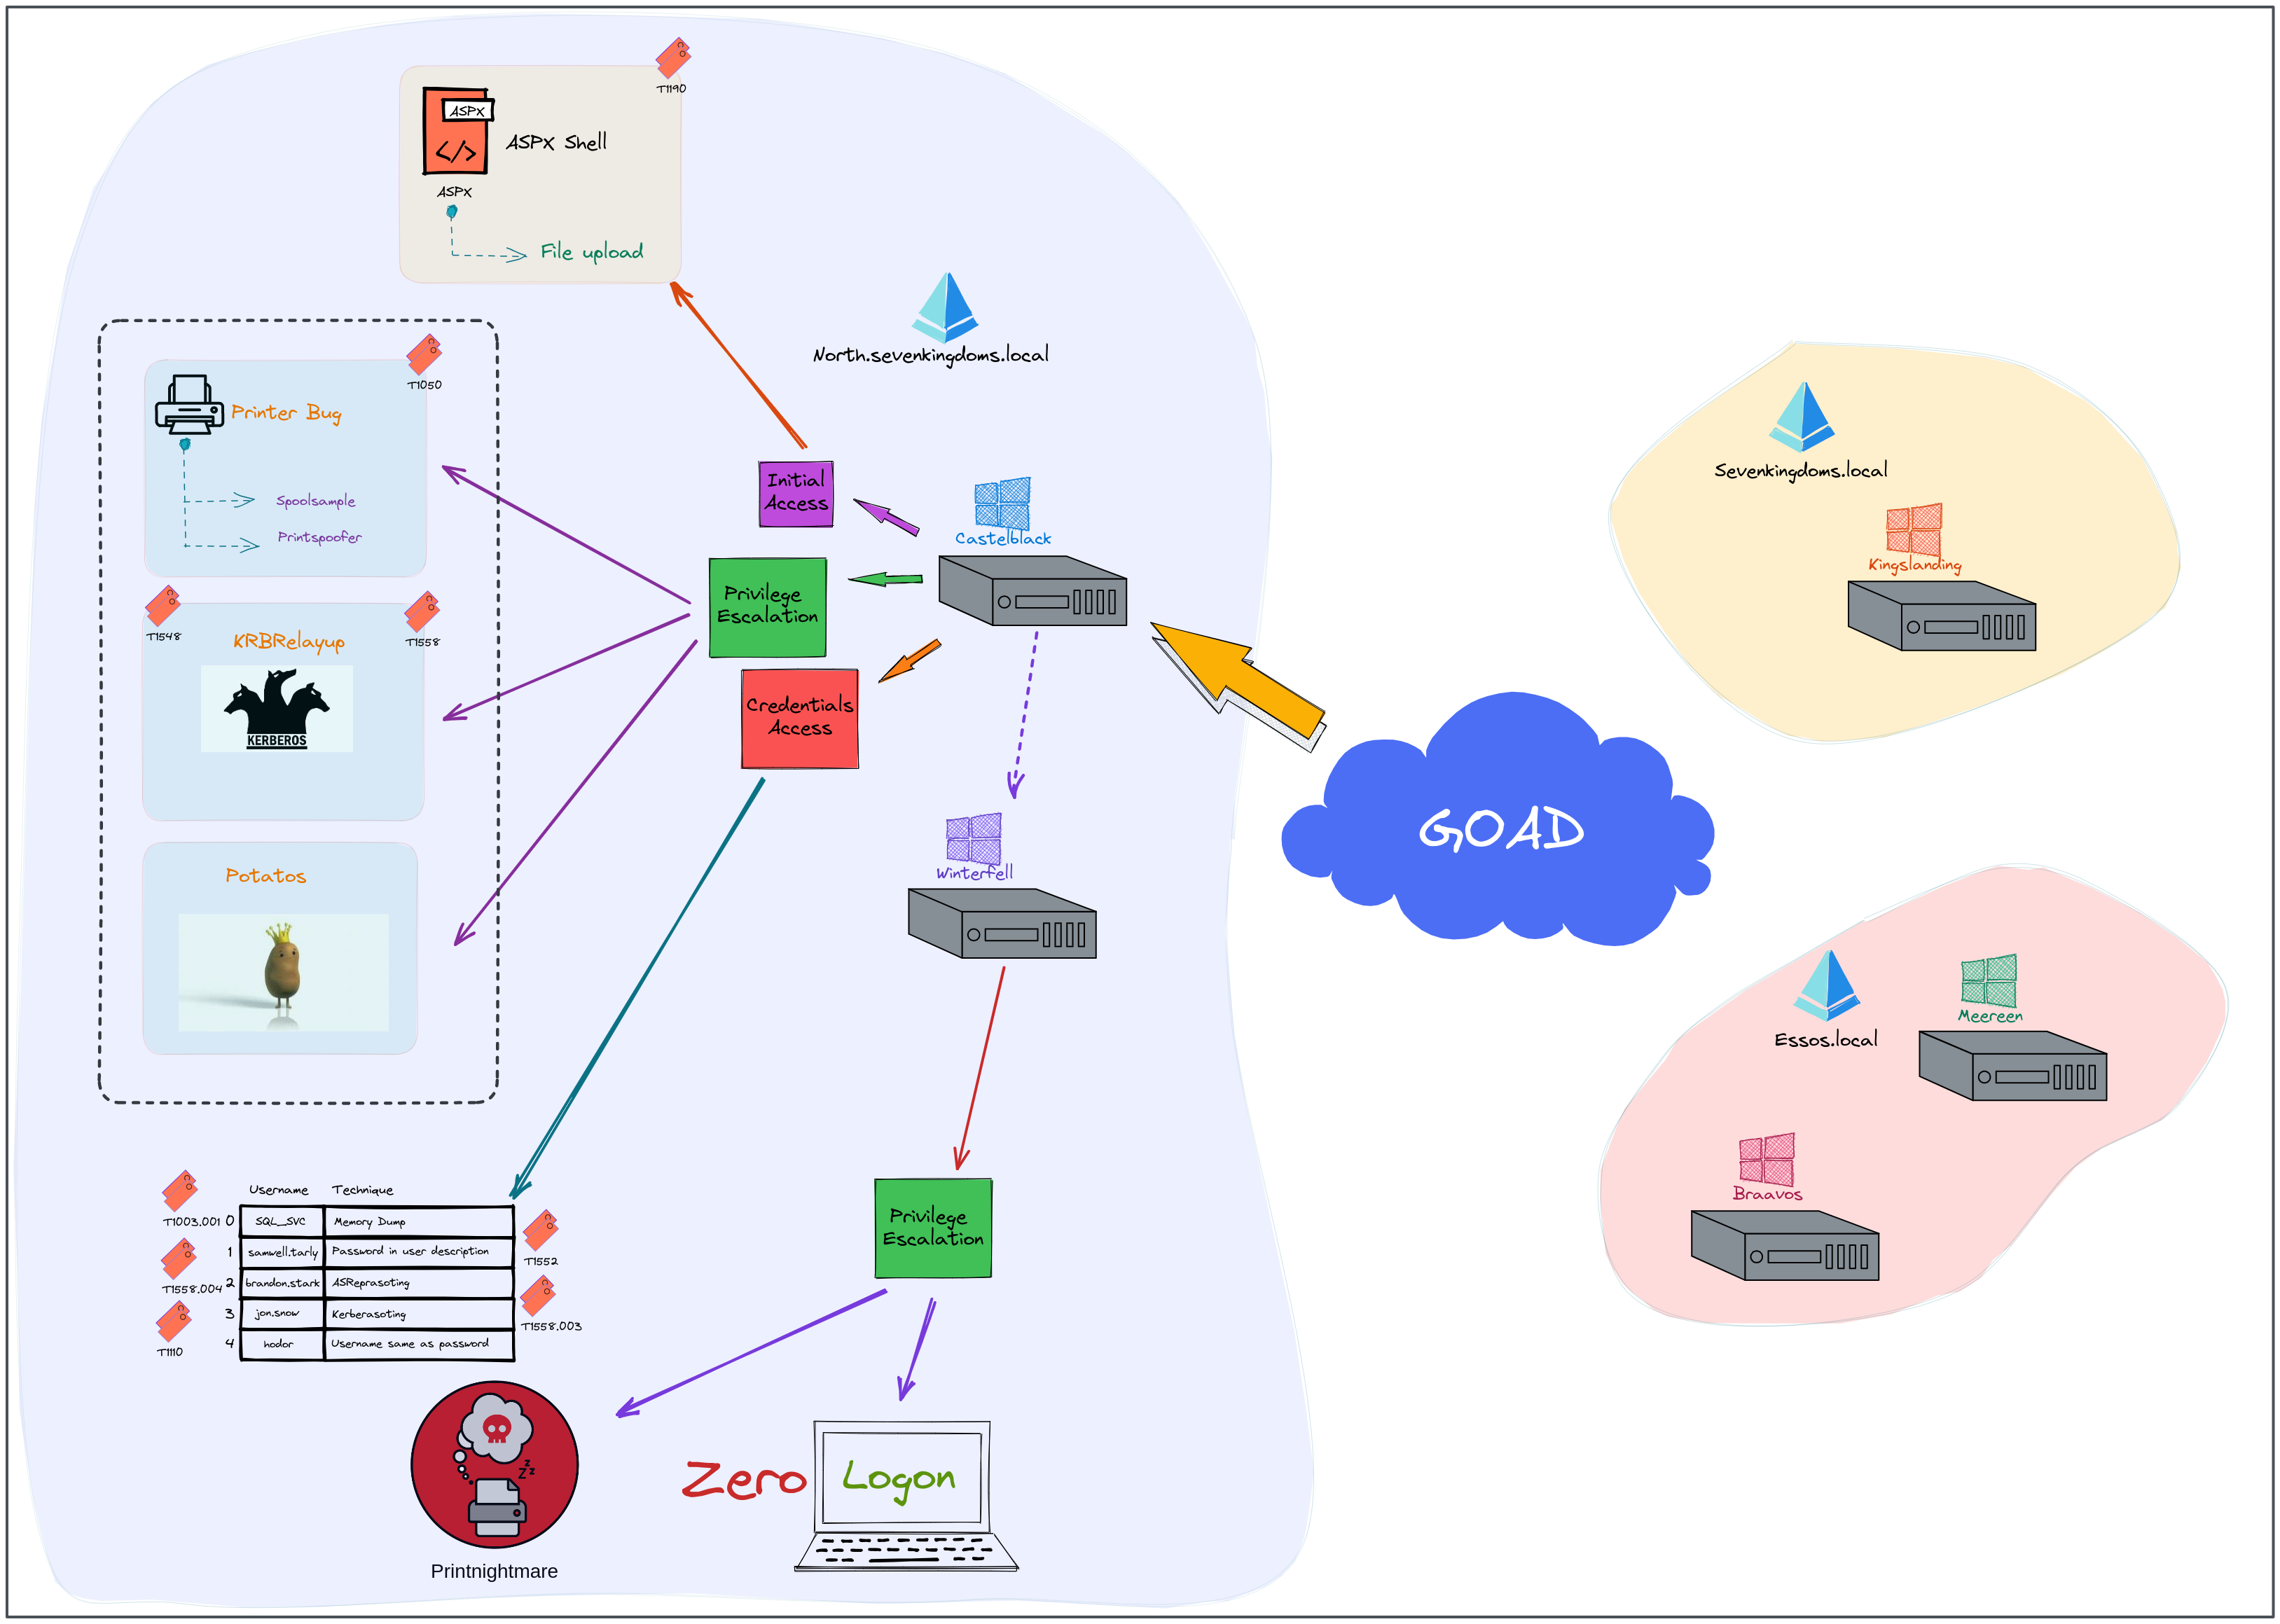 T1190
ASPX
</>
ASPX Shell
ASPX
File upload
North.sevenkingdoms.local
T1050
Printer Bug
Spoolsample
Printspoofer
T1548
T1558
KRBRelayup
KERBEROS
Potatos
Initial
Access
Privilege
Escalation
Credentials
Access
Castelblack
Winterfell
GOAD
Sevenkingdoms.local
Kingslanding
Essos.local
Meereen
Braavos
Username Technique
T1003.001 0 SQL_SVC Memory Dump
1 samwell.tarly Password in user description
T1552
T1558.004 2 brandon.stark ASReprasoting
3 jon.snow Kerberasoting
T1558.003
4 hodor Username same as password
T1110
Privilege
Escalation
Z z z
Printnightmare
Zero Logon